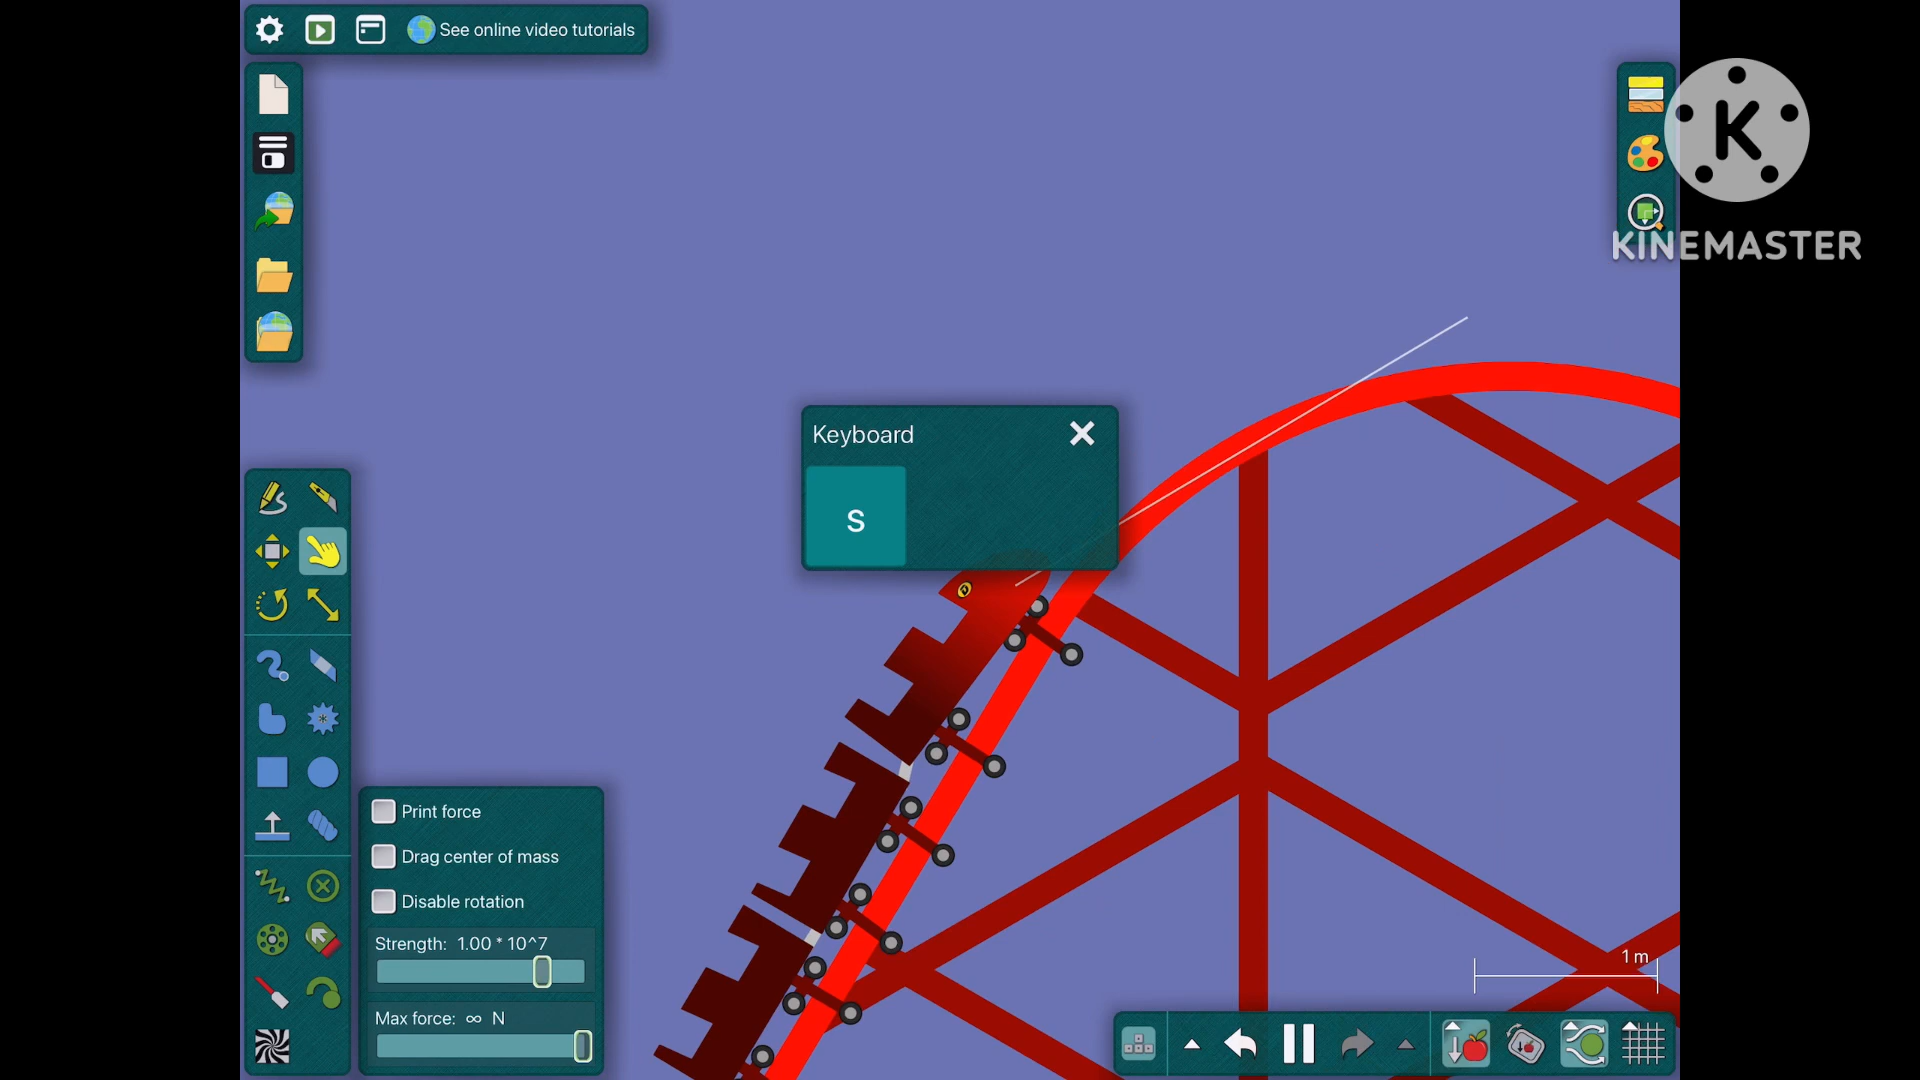 See online video tutorials
K
KINEMASTER
Keyboard
s
D
Print force
Drag center of mass
Disable rotation
Strength: 1.00 * 10^7
Max force: ∞ N
1 m